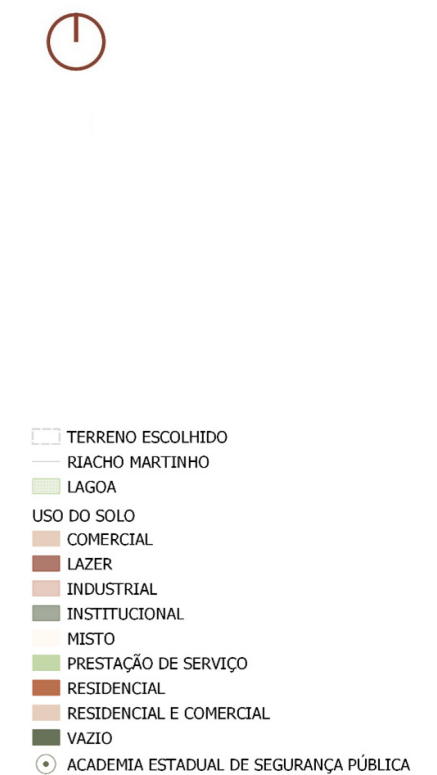 TERRENO ESCOLHIDO
RIACHO MARTINHO
LAGOA
USO DO SOLO
COMERCIAL
LAZER
INDUSTRIAL
INSTITUCIONAL
MISTO
PRESTAÇÃO DE SERVIÇO
RESIDENCIAL
RESIDENCIAL E COMERCIAL
VAZIO
ACADEMIA ESTADUAL DE SEGURANÇA PÚBLICA